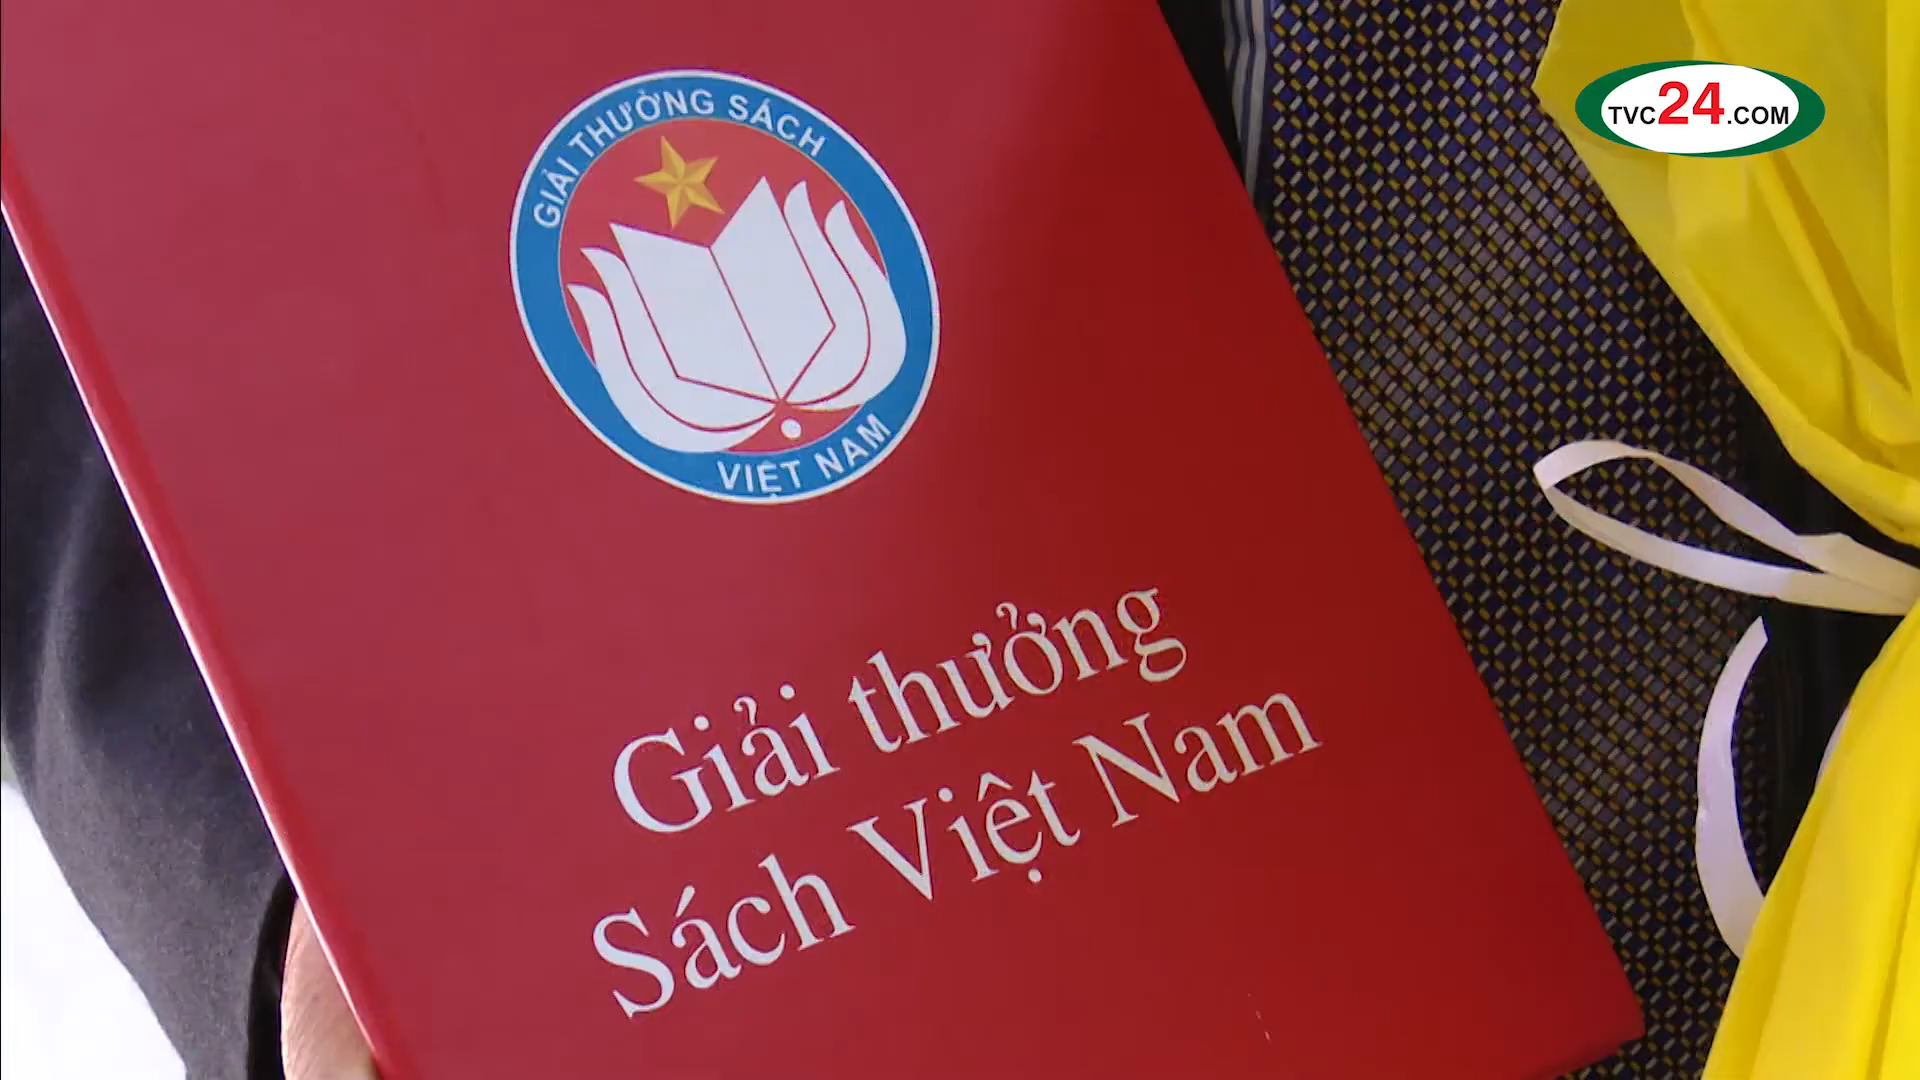 TVC24.COM
GIẢI THƯỞNG SÁCH
VIỆT NAM
Giải thưởng
Sách Việt Nam